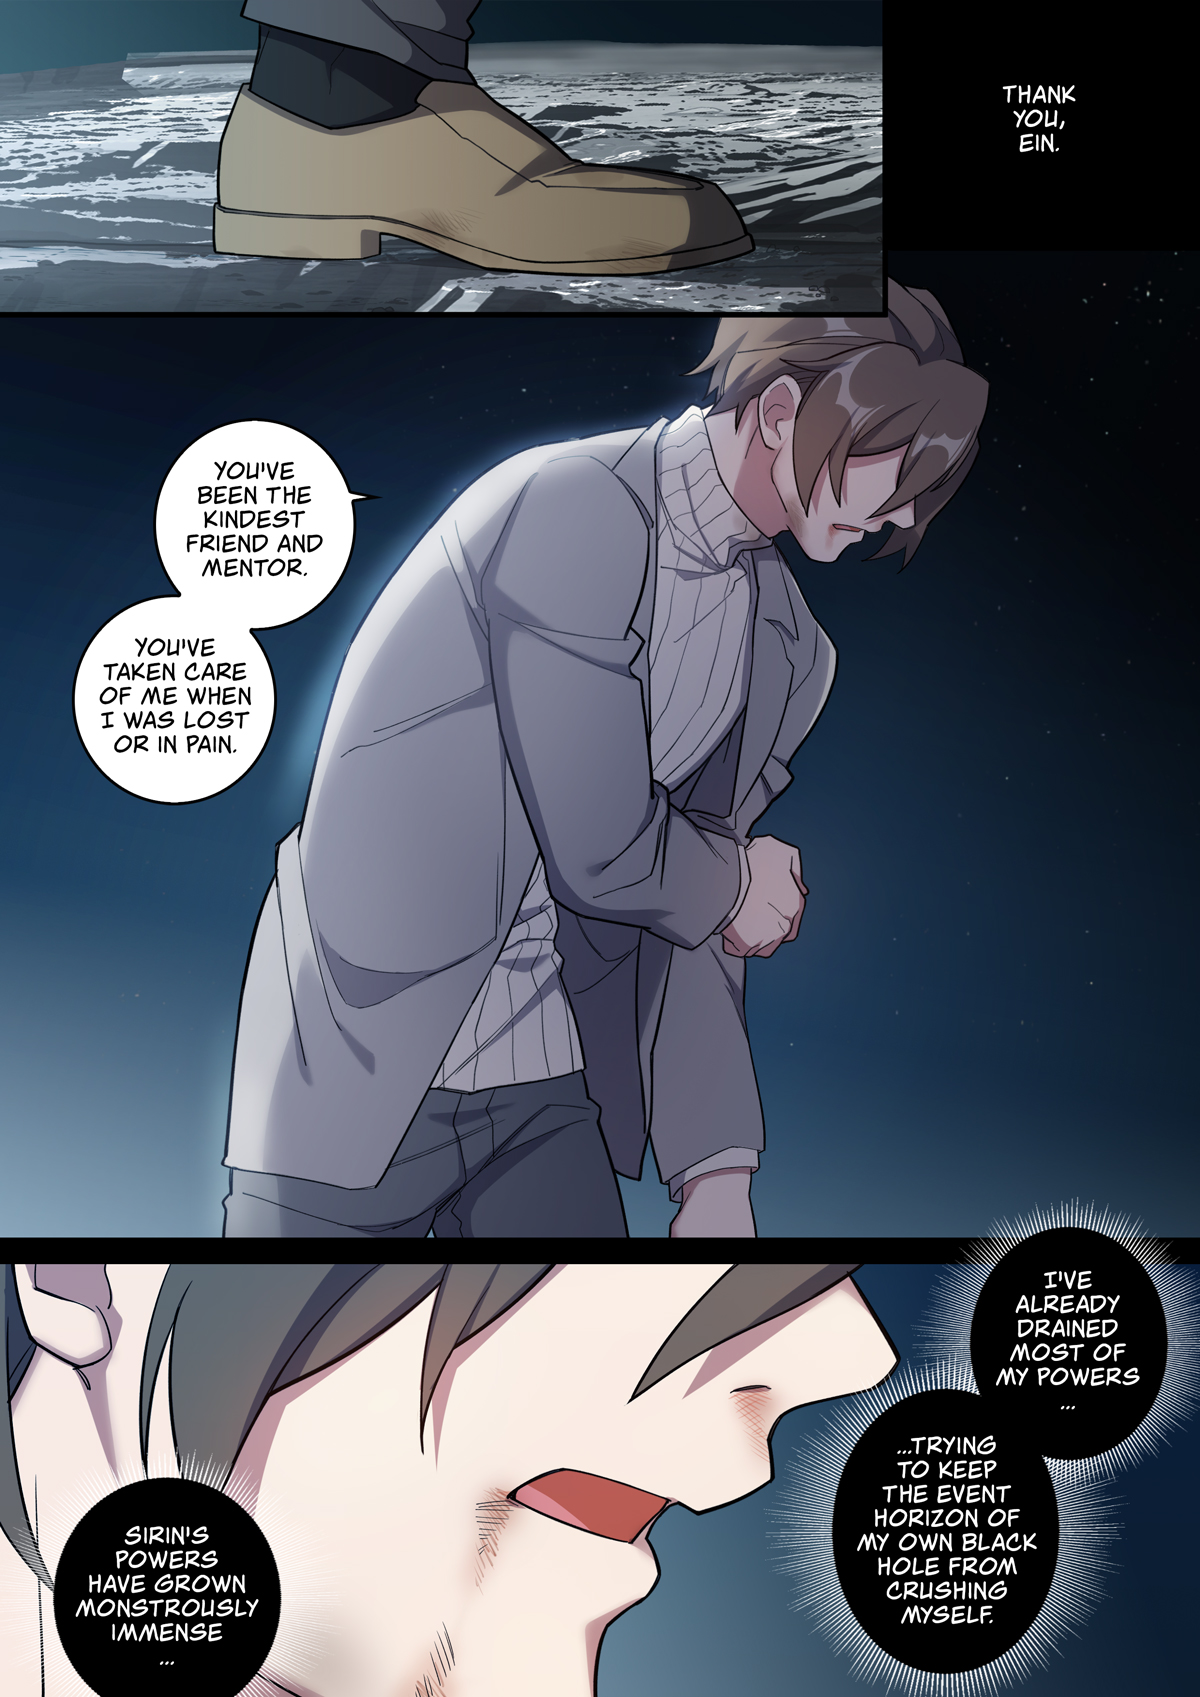 THANK
YOU,
EIN.
YOU'VE
BEEN THE
KINDEST
FRIEND AND
MENTOR.
YOU'VE
TAKEN CARE
OF ME WHEN
I WAS LOST
OR IN PAIN.
I'VE
ALREADY
DRAINED
MOST OF
MY POWERS
...
...TRYING
TO KEEP
THE EVENT
HORIZON OF
MY OWN BLACK
HOLE FROM
CRUSHING
MYSELF.
SIRIN'S
POWERS
HAVE GROWN
MONSTROUSLY
IMMENSE
...